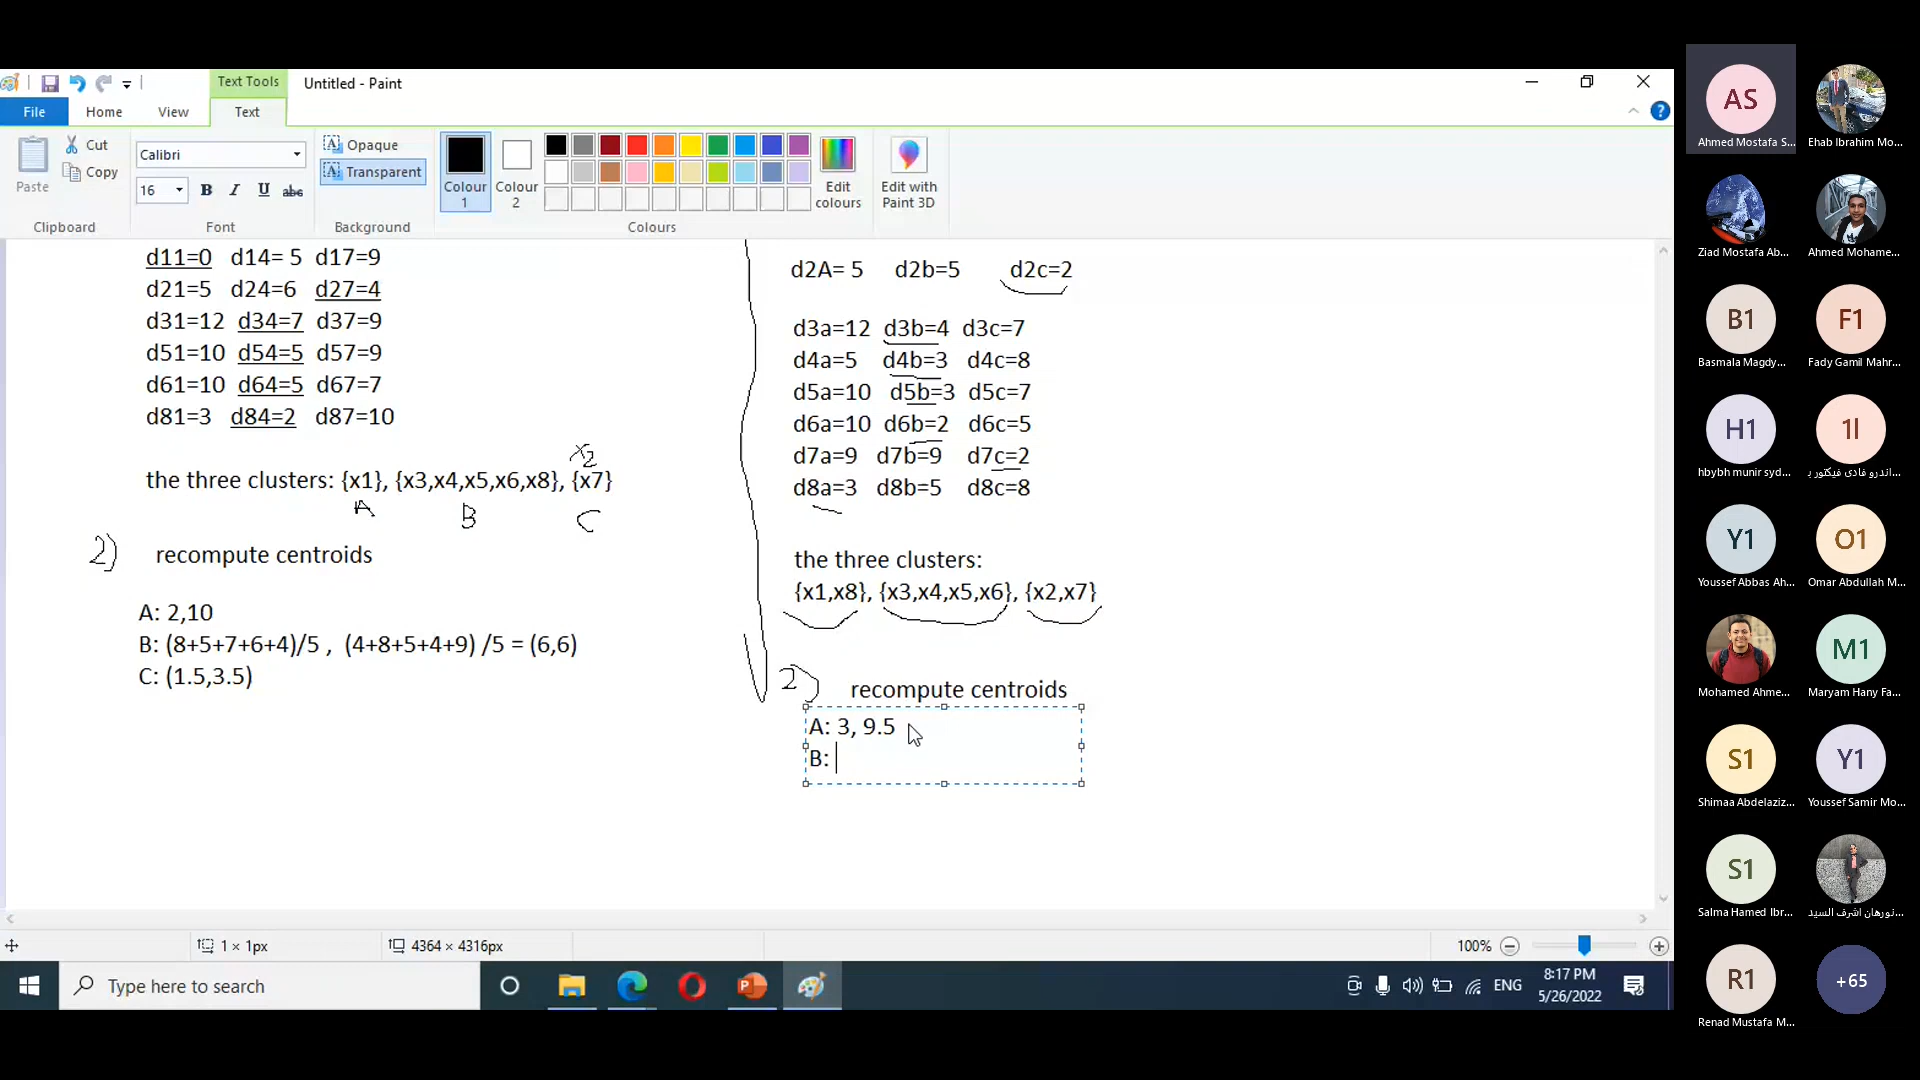 Text Tools
Untitled - Paint
File
Home
View
Text
Paste
Cut
Copy
Clipboard
Calibri
16
B I U abc
Font
Opaque
Transparent
Background
Colour 1
Colour 2
Edit colours
Colours
Edit with Paint 3D
d11=0 d14= 5 d17=9
d21=5 d24=6 d27=4
d31=12 d34=7 d37=9
d51=10 d54=5 d57=9
d61=10 d64=5 d67=7
d81=3 d84=2 d87=10
x2
the three clusters: {x1}, {x3,x4,x5,x6,x8}, {x7}
A B C
2) recompute centroids
A: 2,10
B: (8+5+7+6+4)/5 , (4+8+5+4+9) /5 = (6,6)
C: (1.5,3.5)
d2A= 5 d2b=5 d2c=2
d3a=12 d3b=4 d3c=7
d4a=5 d4b=3 d4c=8
d5a=10 d5b=3 d5c=7
d6a=10 d6b=2 d6c=5
d7a=9 d7b=9 d7c=2
d8a=3 d8b=5 d8c=8
the three clusters:
{x1,x8}, {x3,x4,x5,x6}, {x2,x7}
2) recompute centroids
A: 3, 9.5
B:
1 × 1px
4364 × 4316px
100%
Type here to search
ENG
8:17 PM
5/26/2022
AS
Ahmed Mostafa S...
Ehab Ibrahim Mo...
Ziad Mostafa Ab...
Ahmed Mohame...
B1
Basmala Magdy...
F1
Fady Gamil Mahr...
H1
hbybh munir syd...
1l
اندرو فادى فيكتور ب...
Y1
Youssef Abbas Ah...
O1
Omar Abdullah M...
Mohamed Ahme...
M1
Maryam Hany Fa...
S1
Shimaa Abdelaziz...
Y1
Youssef Samir Mo...
S1
Salma Hamed Ibr...
نورهان اشرف السيد...
R1
Renad Mustafa M...
+65